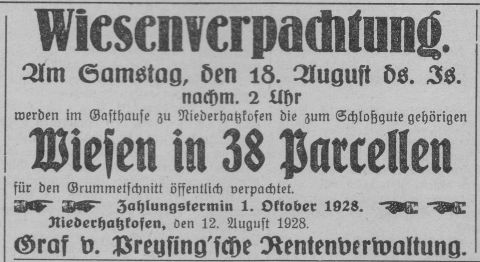 Wiesenverpachtung.
Am Samstag, den 18. August ds. Js.
nachm. 2 Uhr
werden im Gasthause zu Niederhatzkofen die zum Schloßgute gehörigen
Wiesen in 38 Parcellen
für den Grummetschnitt öffentlich verpachtet.
Zahlungstermin 1. Oktober 1928.
Niederhatzkofen, den 12. August 1928.
Graf v. Preysing'sche Rentenverwaltung.